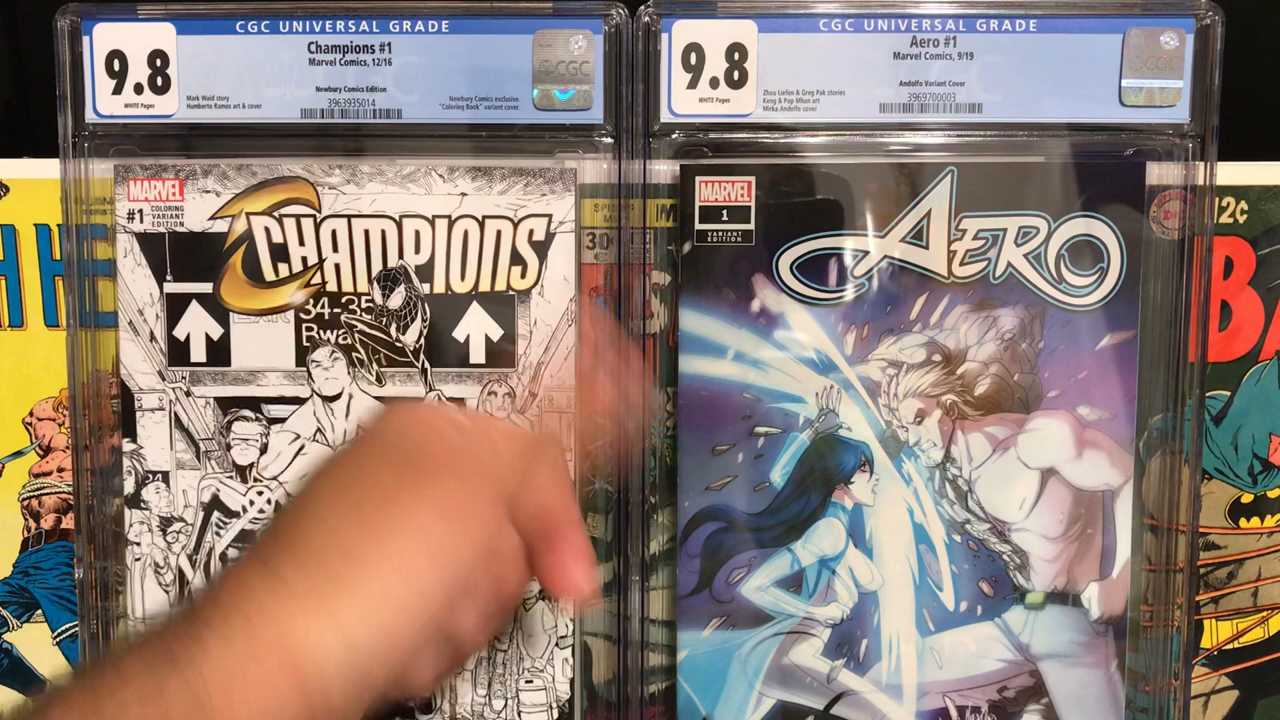 CGC UNIVERSAL GRADE
9.8
WHITE Pages
Champions #1
Marvel Comics, 12/16
Newbury Comics Edition
Mark Waid story
Humberto Ramos art & cover
3963935014
Newbury Comics exclusive
"Coloring Book" variant cover.
CGC
MARVEL
#1 COLORING
VARIANT
EDITION
CHAMPIONS
34-35
CGC UNIVERSAL GRADE
9.8
WHITE Pages
Aero #1
Marvel Comics, 9/19
Andolfo Variant Cover
Zhou Liefen & Greg Pak stories
Keng & Pop Mhan art
Mirka Andolfo cover
3969700003
MARVEL
1
VARIANT
EDITION
AERO
30¢
12¢